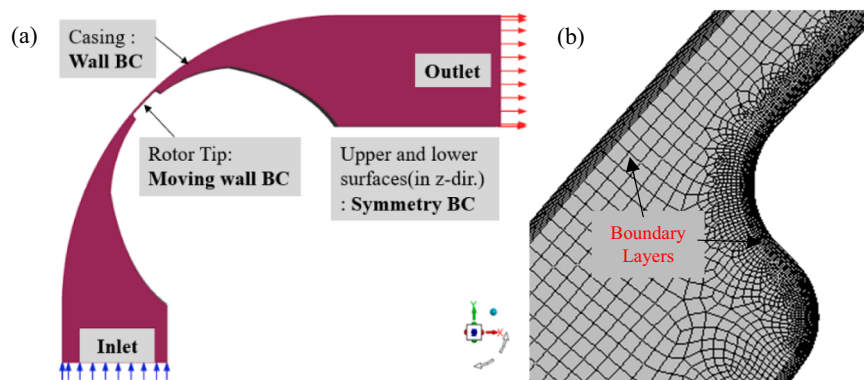 (a)
Casing :
Wall BC
Outlet
Rotor Tip:
Moving wall BC
Upper and lower
surfaces(in z-dir.)
: Symmetry BC
Inlet
Y
X
(b)
Boundary
Layers